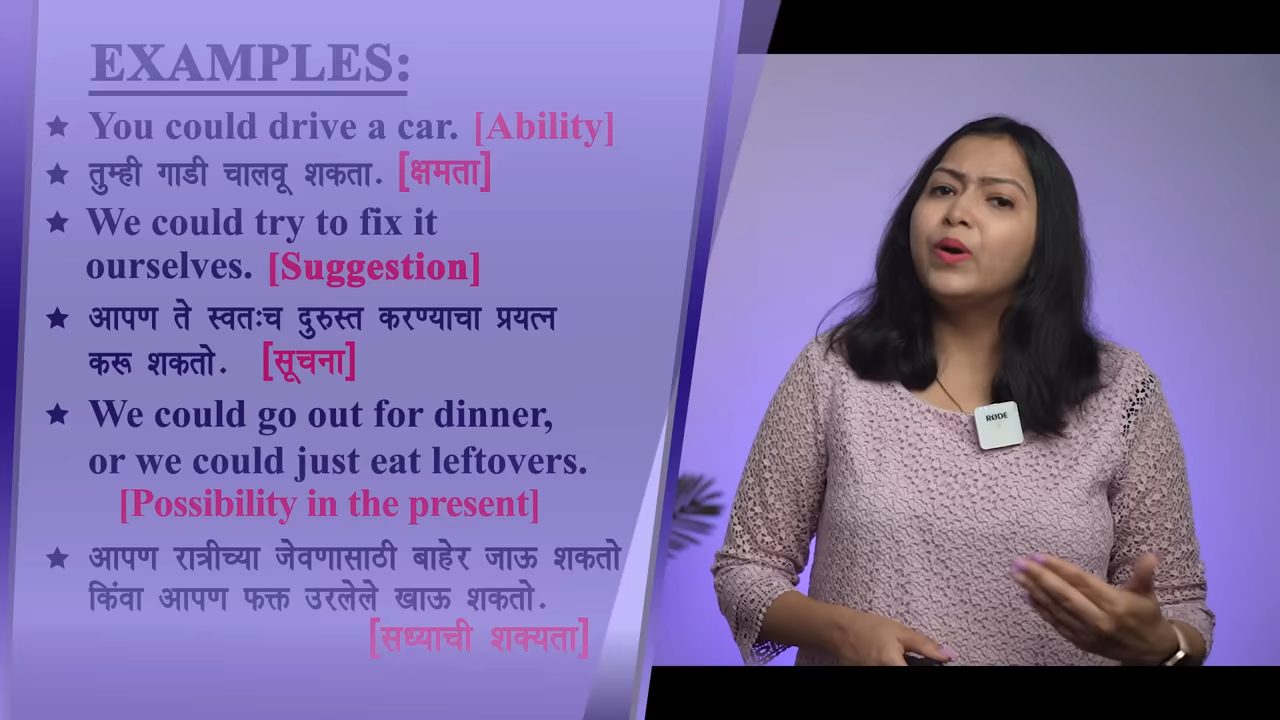 EXAMPLES:
You could drive a car. [Ability]
तुम्ही गाडी चालवू शकता. [क्षमता]
We could try to fix it
ourselves. [Suggestion]
आपण ते स्वतःच दुरुस्त करण्याचा प्रयत्न
करू शकतो. [सूचना]
We could go out for dinner,
or we could just eat leftovers.
[Possibility in the present]
आपण रात्रीच्या जेवणासाठी बाहेर जाऊ शकतो
किंवा आपण फक्त उरलेले खाऊ शकतो.
[सध्याची शक्यता]
RØDE